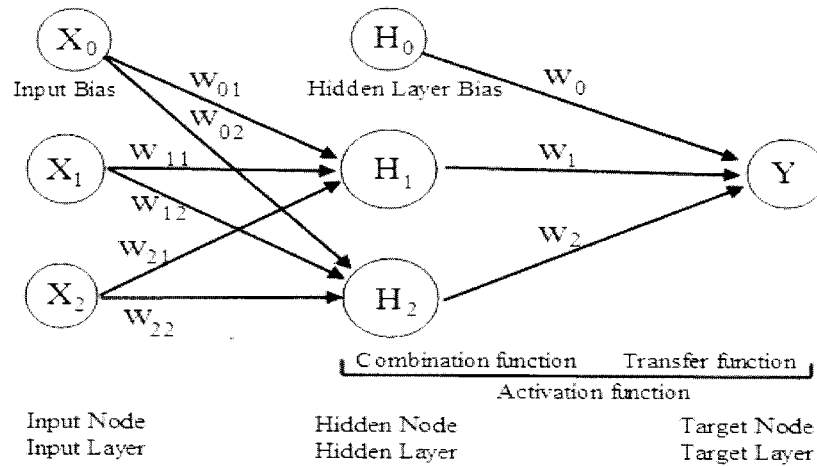 X0
H0
Input Bias
Hidden Layer Bias
W01
W02
W0
X1
W11
H1
W1
Y
W12
W21
W2
X2
W22
H2
Combination function
Transfer function
Activation function
Input Node
Input Layer
Hidden Node
Hidden Layer
Target Node
Target Layer